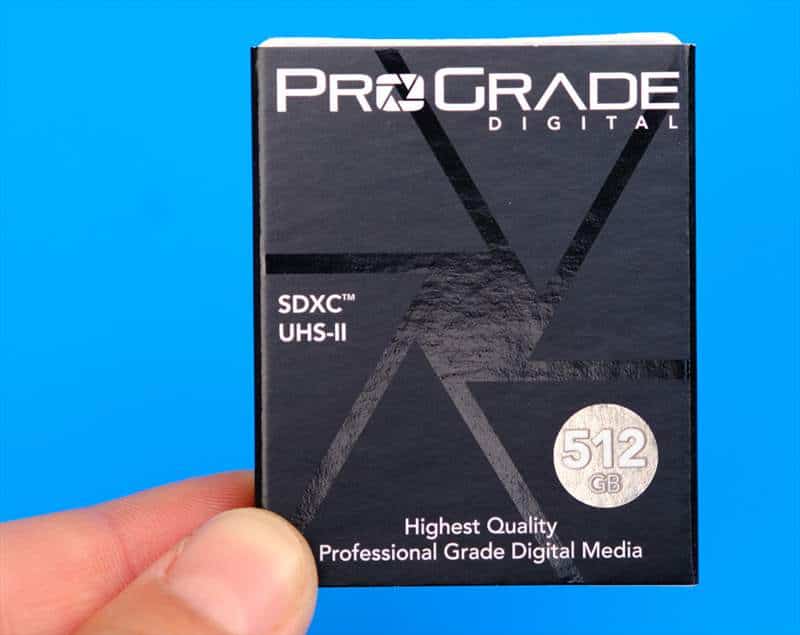 PROGRADE
DIGITAL
SDXC™
UHS-II
512
GB
Highest Quality
Professional Grade Digital Media